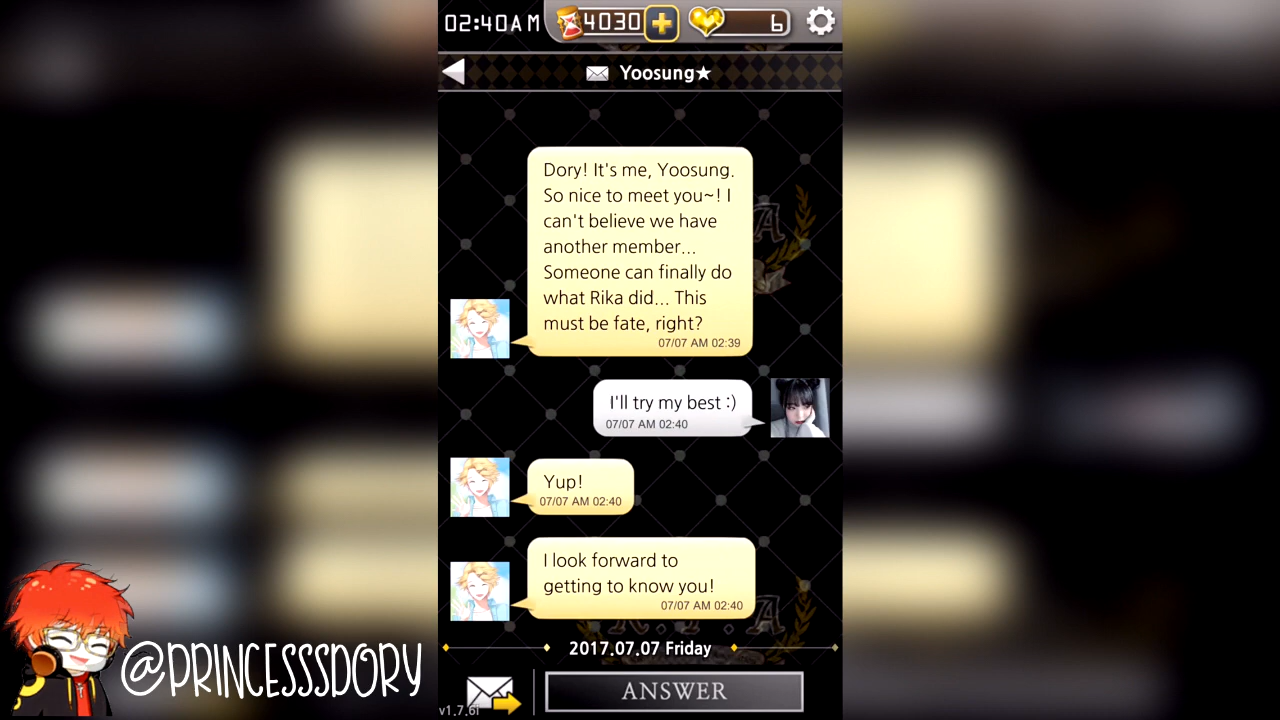 02:40AM 4030 6
Yoosung★
Dory! It's me, Yoosung.
So nice to meet you~! I
can't believe we have
another member...
Someone can finally do
what Rika did... This
must be fate, right?
07/07 AM 02:39
I'll try my best :)
07/07 AM 02:40
Yup!
07/07 AM 02:40
I look forward to
getting to know you!
07/07 AM 02:40
2017.07.07 Friday
ANSWER
v1.7.6i
@PRINCESSSDORY